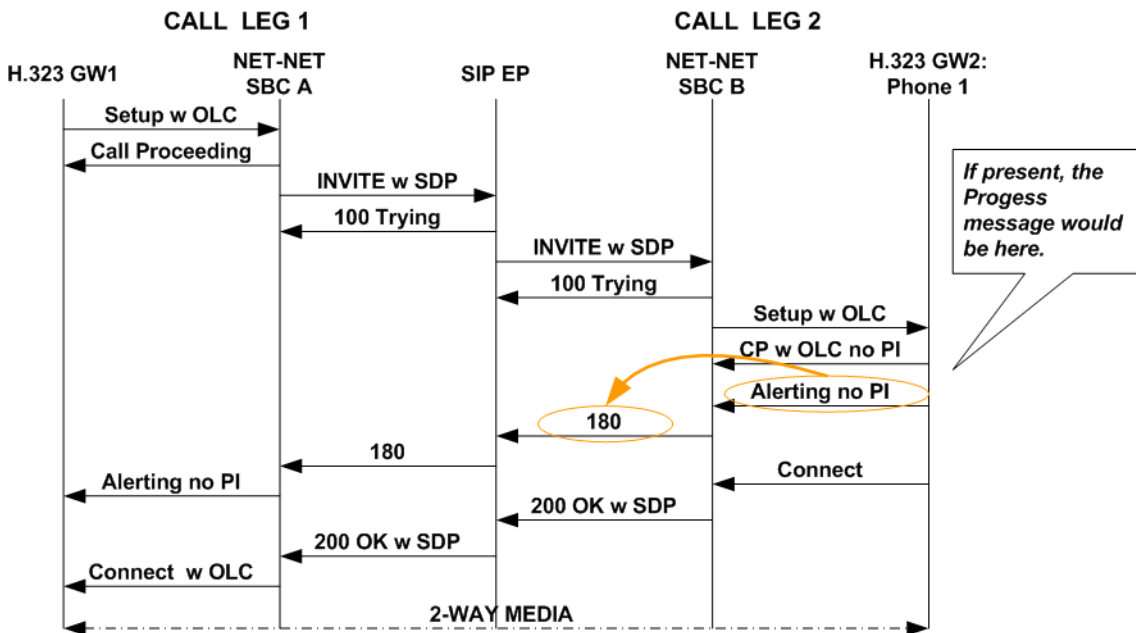 CALL LEG 1
CALL LEG 2
H.323 GW1
NET-NET
SBC A
SIP EP
NET-NET
SBC B
H.323 GW2:
Phone 1
Setup w OLC
Call Proceeding
INVITE w SDP
100 Trying
INVITE w SDP
100 Trying
Setup w OLC
CP w OLC no PI
Alerting no PI
If present, the
Progess
message would
be here.
180
180
Alerting no PI
Connect
200 OK w SDP
200 OK w SDP
Connect w OLC
2-WAY MEDIA